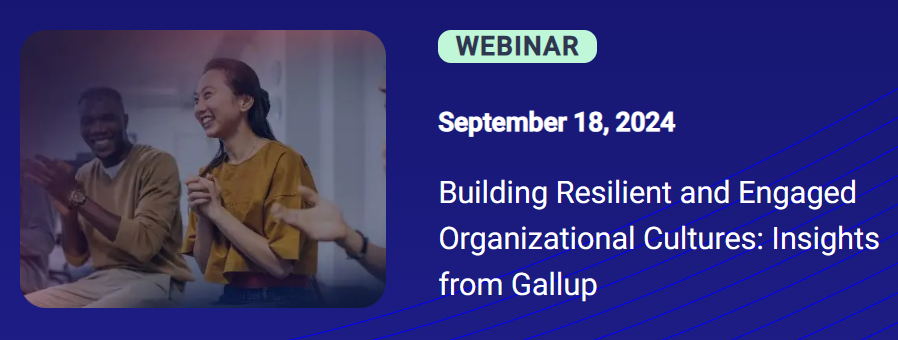 WEBINAR
September 18, 2024
Building Resilient and Engaged
Organizational Cultures: Insights
from Gallup